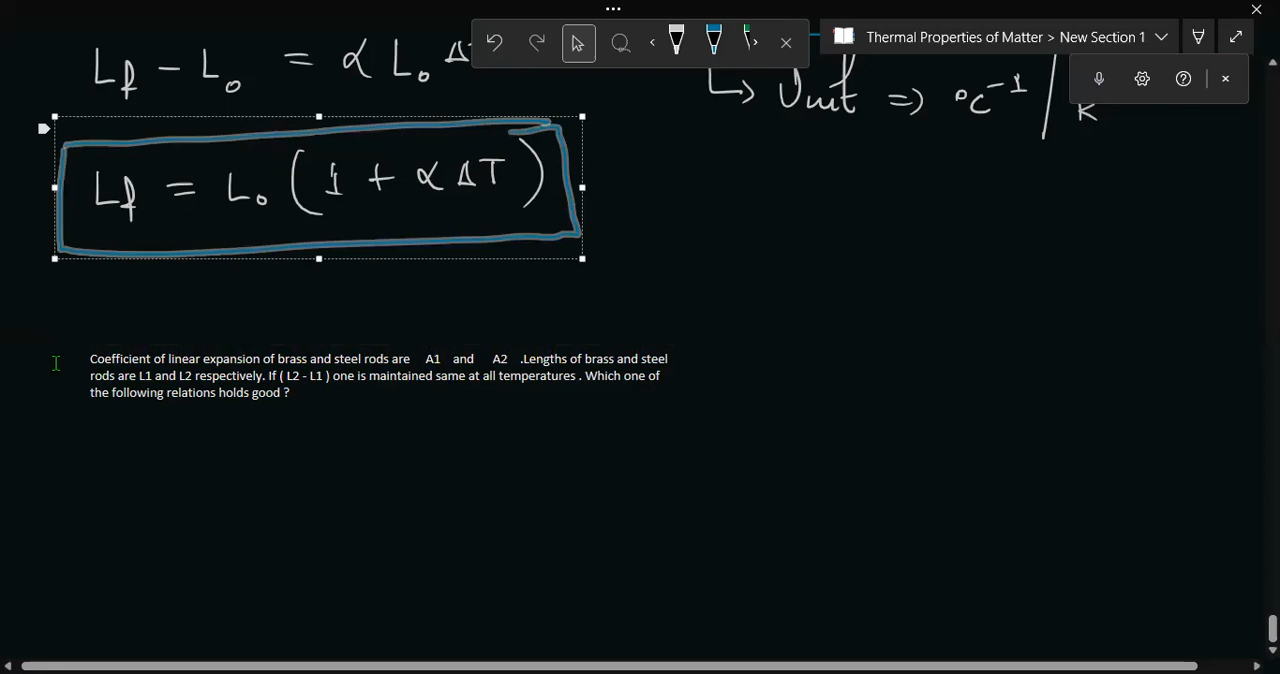 Thermal Properties of Matter > New Section 1
Lf - L₀ = α L₀ Δ
↳ Unit ⇒ °C⁻¹ / K
Lf = L₀ ( 1 + α ΔT )
Coefficient of linear expansion of brass and steel rods are A1 and A2 .Lengths of brass and steel
rods are L1 and L2 respectively. If ( L2 - L1 ) one is maintained same at all temperatures . Which one of
the following relations holds good ?